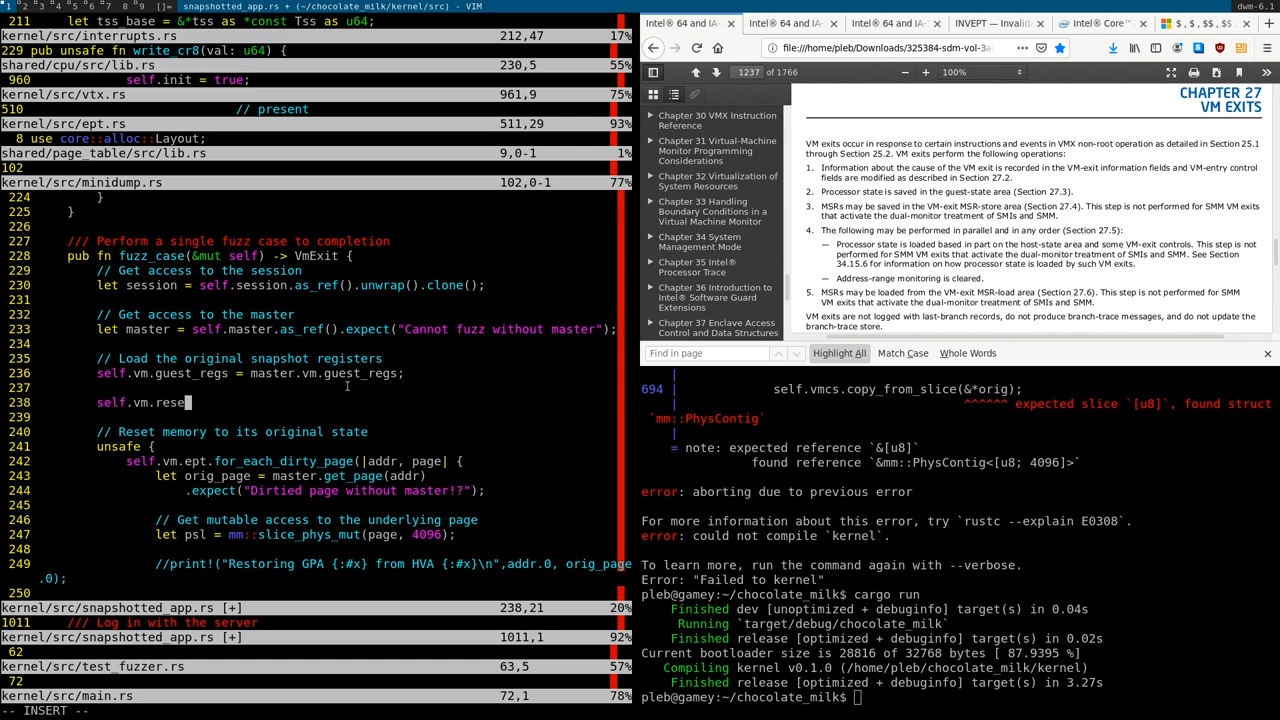 1 2 3 4 5 6 7 8 9 []= snapshotted_app.rs + (~/chocolate_milk/kernel/src) - VIM
dwm-6.1
211     let tss_base = &*tss as *const Tss as u64;
kernel/src/interrupts.rs 212,47 17%
229 pub unsafe fn write_cr8(val: u64) {
shared/cpu/src/lib.rs 230,5 55%
960             self.init = true;
kernel/src/vtx.rs 961,9 75%
510                            // present
kernel/src/ept.rs 511,29 93%
8 use core::alloc::Layout;
shared/page_table/src/lib.rs 9,0-1 1%
102
kernel/src/minidump.rs 102,0-1 77%
224         }
225     }
226
227     /// Perform a single fuzz case to completion
228     pub fn fuzz_case(&mut self) -> VmExit {
229         // Get access to the session
230         let session = self.session.as_ref().unwrap().clone();
231
232         // Get access to the master
233         let master = self.master.as_ref().expect("Cannot fuzz without master");
234
235         // Load the original snapshot registers
236         self.vm.guest_regs = master.vm.guest_regs;
237
238         self.vm.rese
239
240         // Reset memory to its original state
241         unsafe {
242             self.vm.ept.for_each_dirty_page(|addr, page| {
243                 let orig_page = master.get_page(addr)
244                     .expect("Dirtied page without master!?");
245
246                 // Get mutable access to the underlying page
247                 let psl = mm::slice_phys_mut(page, 4096);
248
249                 //print!("Restoring GPA {:#x} from HVA {:#x}\n",addr.0, orig_page
.0);
250
kernel/src/snapshotted_app.rs [+] 238,21 20%
1011     /// Log in with the server
kernel/src/snapshotted_app.rs [+] 1011,1 92%
62
kernel/src/test_fuzzer.rs 63,5 57%
72
kernel/src/main.rs 72,1 78%
-- INSERT --
Intel® 64 and IA-
Intel® 64 and IA-
Intel® 64 and IA-
INVEPT — Invalid
Intel® Core™
$ , $ , $$, $$
file:///home/pleb/Downloads/325384-sdm-vol-3a
1237 of 1766
100%
Chapter 30 VMX Instruction
Reference
Chapter 31 Virtual-Machine
Monitor Programming
Considerations
Chapter 32 Virtualization of
System Resources
Chapter 33 Handling
Boundary Conditions in a
Virtual Machine Monitor
Chapter 34 System
Management Mode
Chapter 35 Intel®
Processor Trace
Chapter 36 Introduction to
Intel® Software Guard
Extensions
Chapter 37 Enclave Access
Control and Data Structures
CHAPTER 27
VM EXITS
VM exits occur in response to certain instructions and events in VMX non-root operation as detailed in Section 25.1
through Section 25.2. VM exits perform the following operations:
1. Information about the cause of the VM exit is recorded in the VM-exit information fields and VM-entry control
fields are modified as described in Section 27.2.
2. Processor state is saved in the guest-state area (Section 27.3).
3. MSRs may be saved in the VM-exit MSR-store area (Section 27.4). This step is not performed for SMM VM exits
that activate the dual-monitor treatment of SMIs and SMM.
4. The following may be performed in parallel and in any order (Section 27.5):
— Processor state is loaded based in part on the host-state area and some VM-exit controls. This step is not
performed for SMM VM exits that activate the dual-monitor treatment of SMIs and SMM. See Section
34.15.6 for information on how processor state is loaded by such VM exits.
— Address-range monitoring is cleared.
5. MSRs may be loaded from the VM-exit MSR-load area (Section 27.6). This step is not performed for SMM
VM exits that activate the dual-monitor treatment of SMIs and SMM.
VM exits are not logged with last-branch records, do not produce branch-trace messages, and do not update the
branch-trace store.
Find in page
Highlight All Match Case Whole Words
|
694 |         self.vmcs.copy_from_slice(&*orig);
|         ^^^^^^ expected slice `[u8]`, found struct
`mm::PhysContig`
|
= note: expected reference `&[u8]`
found reference `&mm::PhysContig<[u8; 4096]>`
error: aborting due to previous error
For more information about this error, try `rustc --explain E0308`.
error: could not compile `kernel`.
To learn more, run the command again with --verbose.
Error: "Failed to kernel"
pleb@gamey:~/chocolate_milk$ cargo run
Finished dev [unoptimized + debuginfo] target(s) in 0.04s
Running `target/debug/chocolate_milk`
Finished release [optimized + debuginfo] target(s) in 0.02s
Current bootloader size is 28816 of 32768 bytes [ 87.9395 %]
Compiling kernel v0.1.0 (/home/pleb/chocolate_milk/kernel)
Finished release [optimized + debuginfo] target(s) in 3.27s
pleb@gamey:~/chocolate_milk$